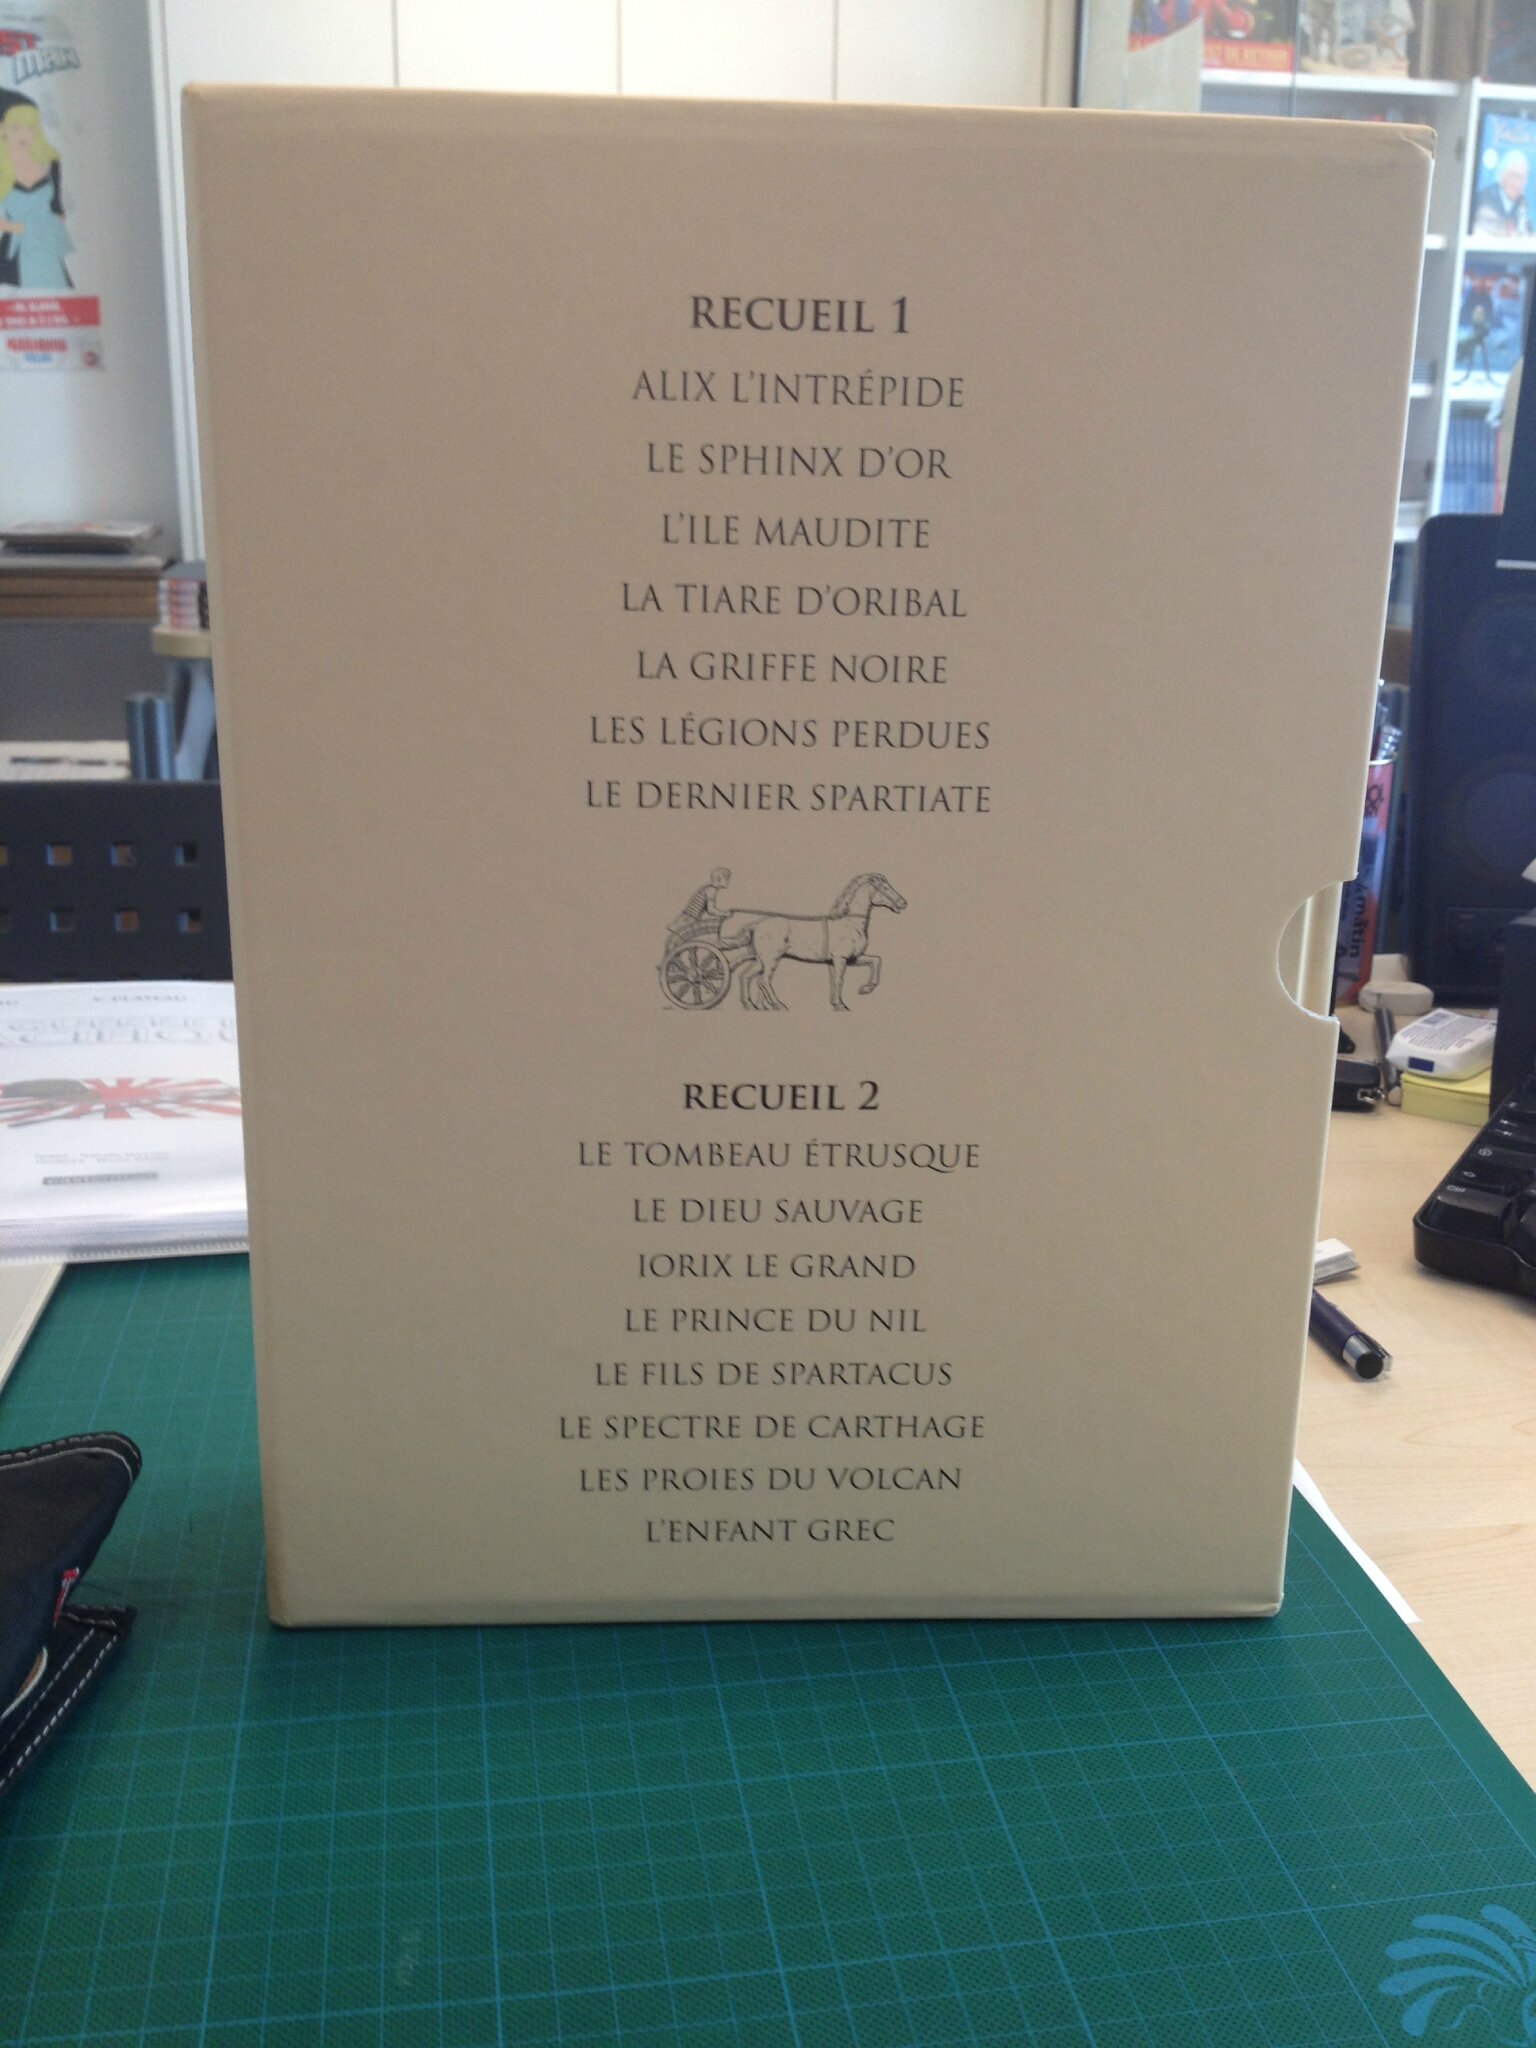 RECUEIL 1
ALIX L'INTRÉPIDE
LE SPHINX D'OR
L'ILE MAUDITE
LA TIARE D'ORIBAL
LA GRIFFE NOIRE
LES LÉGIONS PERDUES
LE DERNIER SPARTIATE
RECUEIL 2
LE TOMBEAU ÉTRUSQUE
LE DIEU SAUVAGE
IORIX LE GRAND
LE PRINCE DU NIL
LE FILS DE SPARTACUS
LE SPECTRE DE CARTHAGE
LES PROIES DU VOLCAN
L'ENFANT GREC
Y. PLATEAU